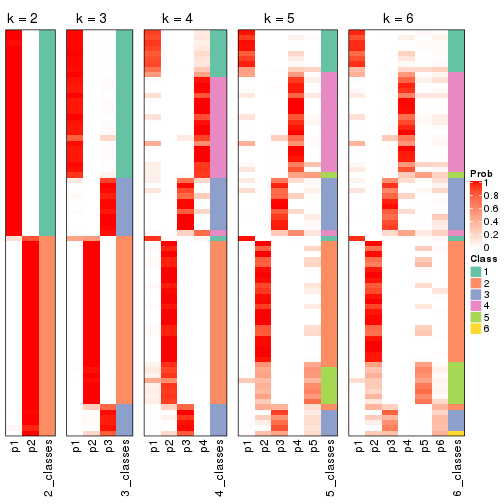 k = 2
k = 3
k = 4
k = 5
k = 6
Prob
1
0.8
0.6
0.4
0.2
0
Class
1
2
3
4
5
6
p1
p2
2_classes
p1
p2
p3
3_classes
p1
p2
p3
p4
4_classes
p1
p2
p3
p4
p5
5_classes
p1
p2
p3
p4
p5
p6
6_classes